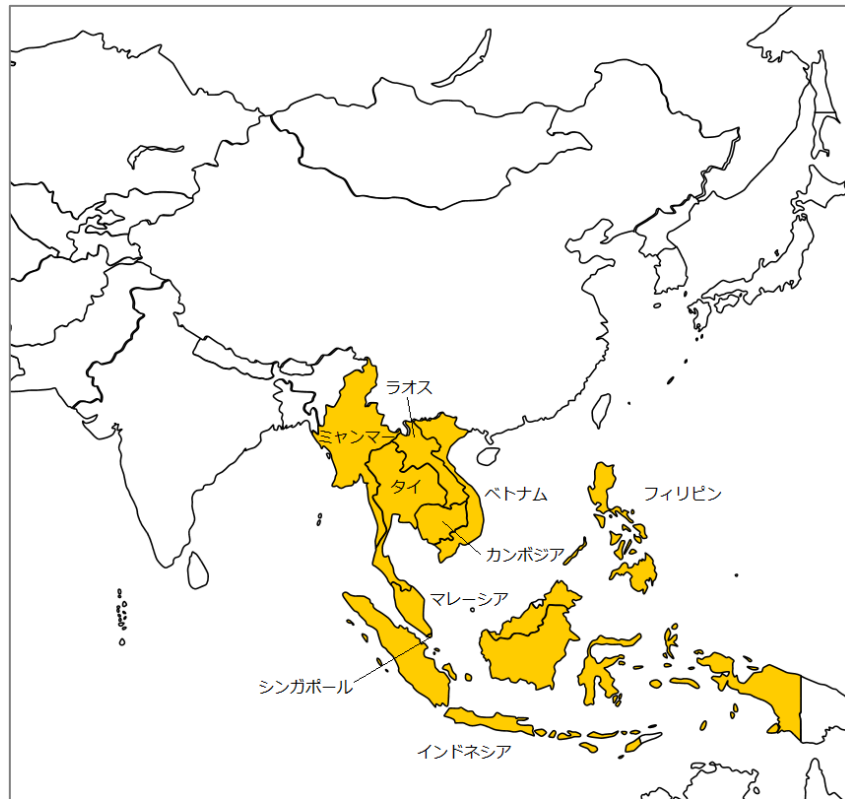 ラオス
ミャンマー
タイ
ベトナム
フィリピン
カンボジア
マレーシア
シンガポール
インドネシア